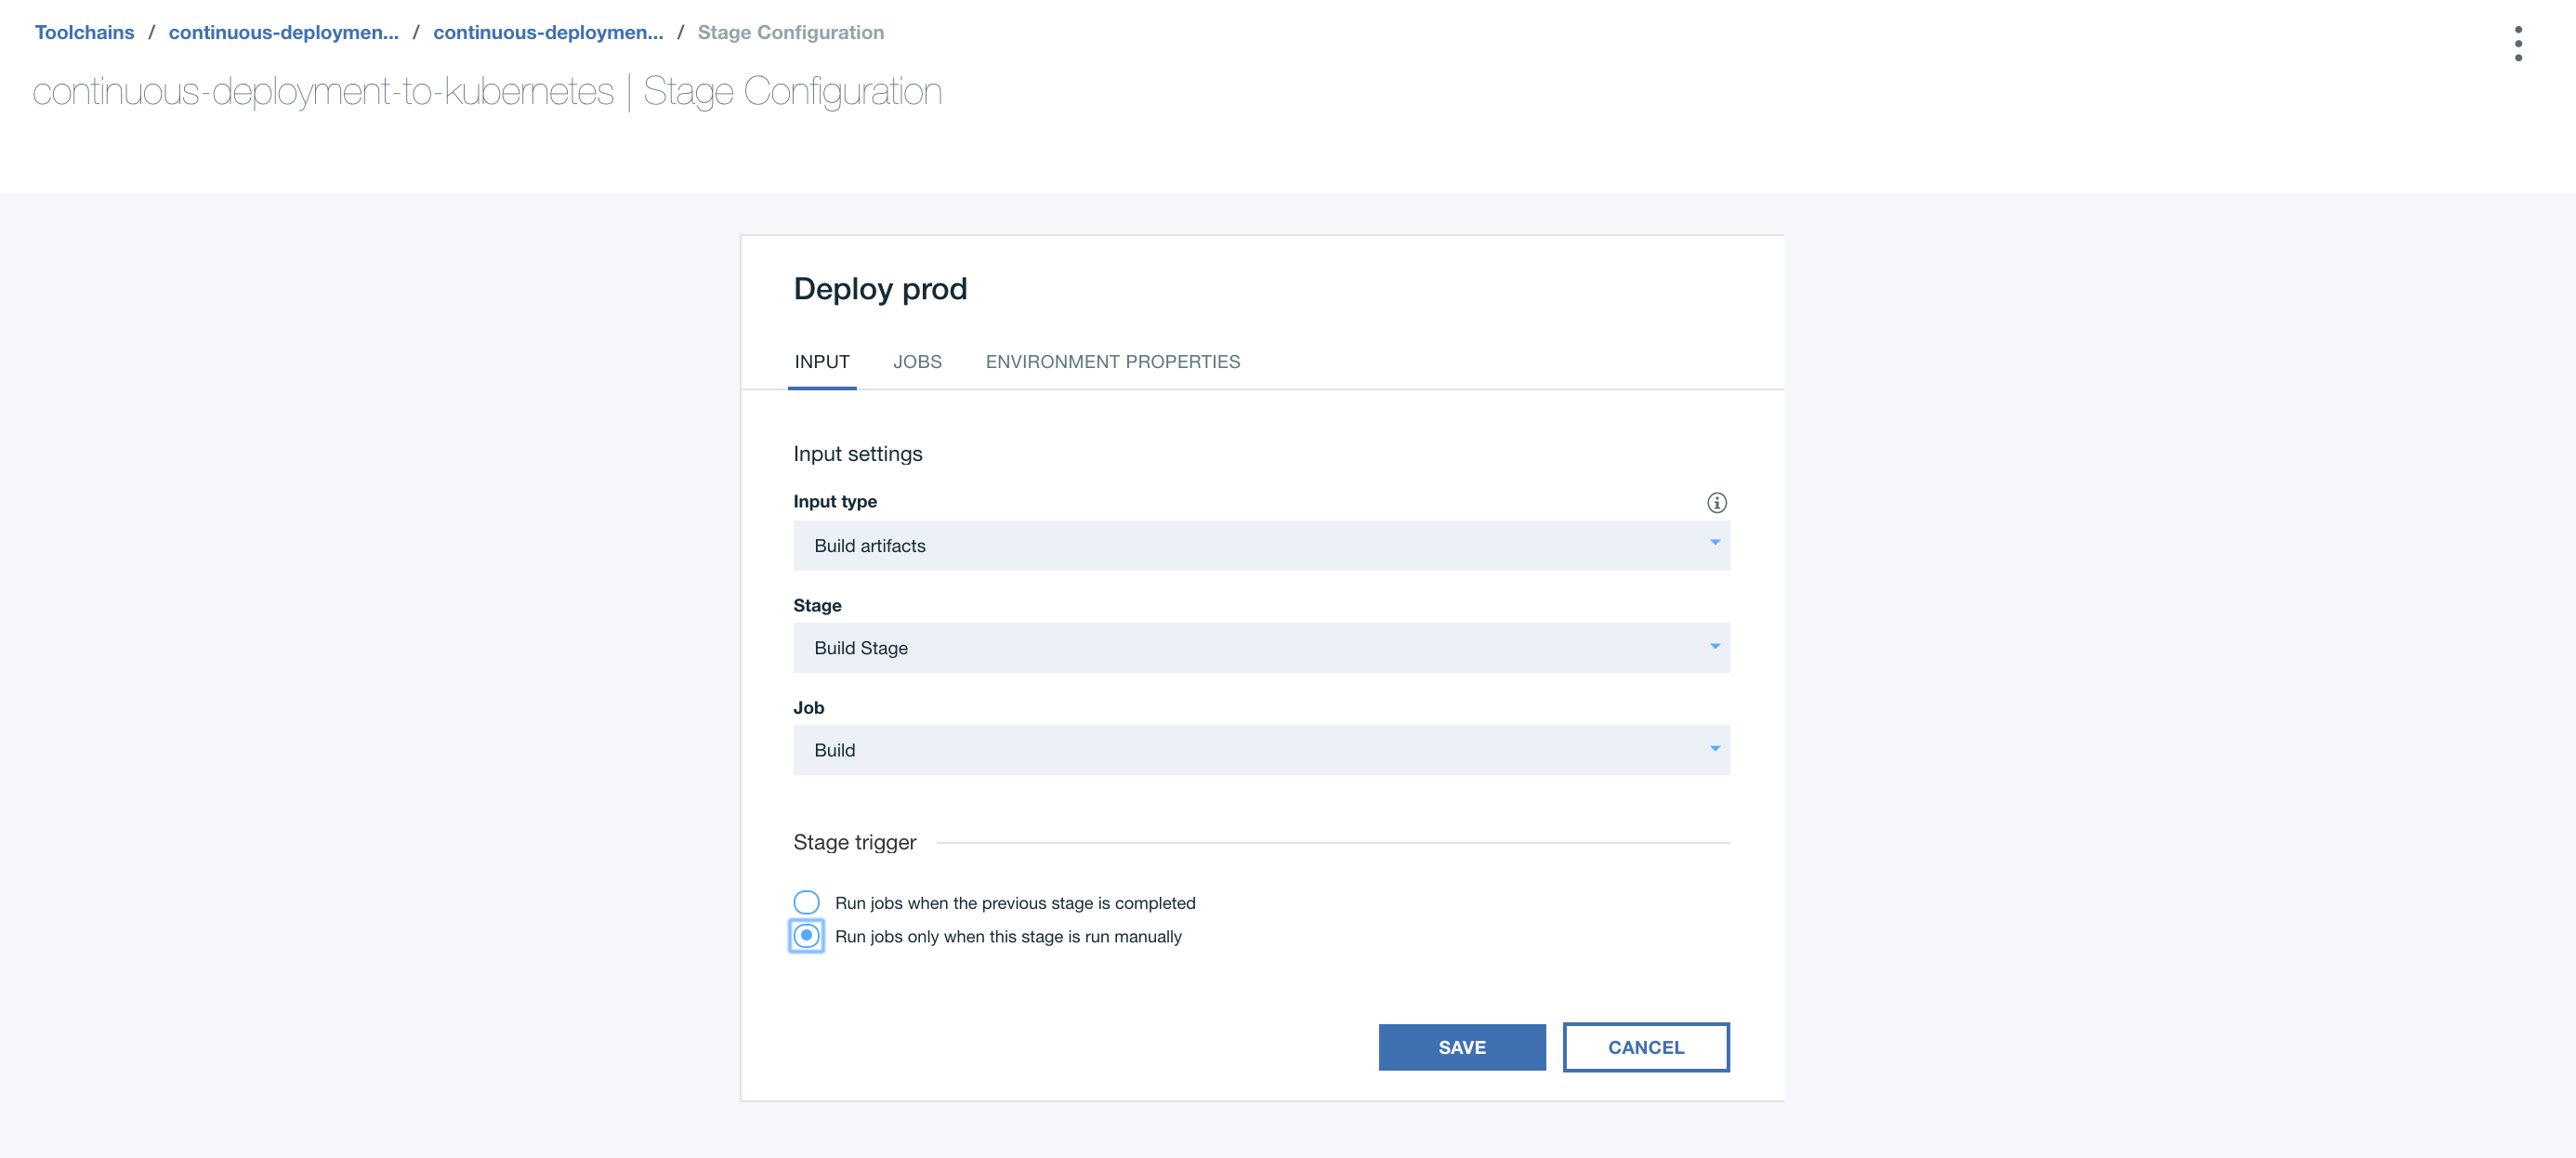 Toolchains / continuous-deploymen... / continuous-deploymen... / Stage Configuration
continuous-deployment-to-kubernetes | Stage Configuration
Deploy prod
INPUT JOBS ENVIRONMENT PROPERTIES
Input settings
Input type
Build artifacts
Stage
Build Stage
Job
Build
Stage trigger
Run jobs when the previous stage is completed
Run jobs only when this stage is run manually
SAVE CANCEL